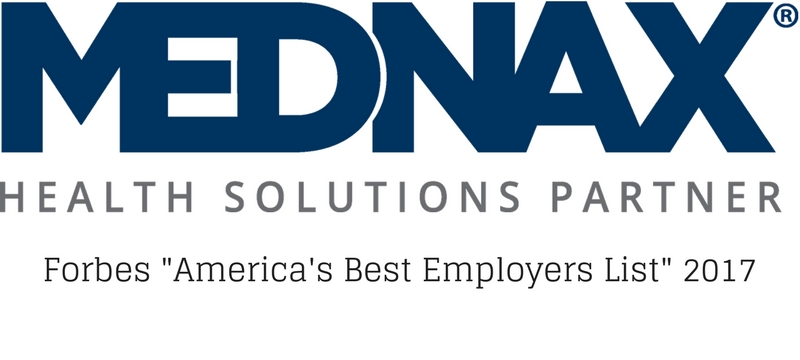 MEDNAX®
HEALTH SOLUTIONS PARTNER
Forbes "America's Best Employers List" 2017